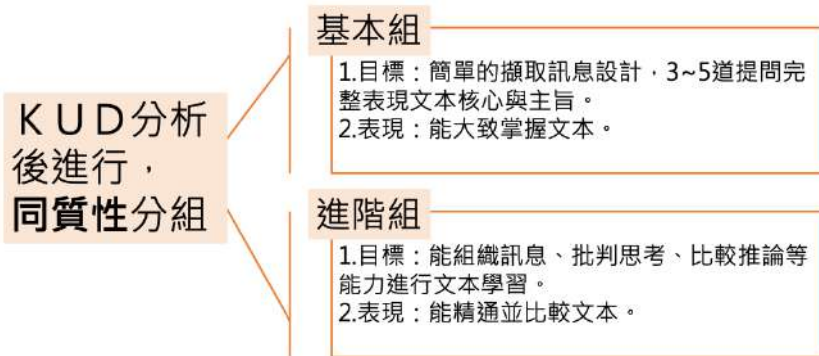 ＫＵＤ分析
後進行，
同質性分組
基本組
1.目標：簡單的擷取訊息設計，3~5道提問完
整表現文本核心與主旨。
2.表現：能大致掌握文本。
進階組
1.目標：能組織訊息、批判思考、比較推論等
能力進行文本學習。
2.表現：能精通並比較文本。